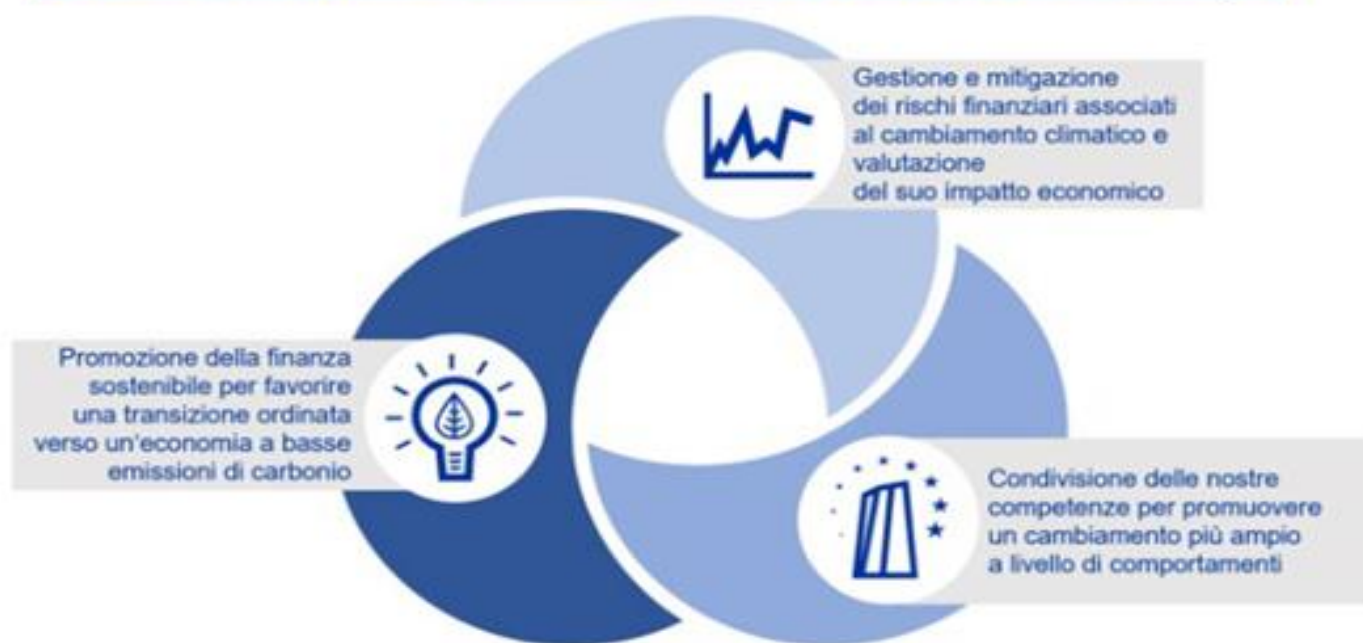 Gestione e mitigazione
dei rischi finanziari associati
al cambiamento climatico e
valutazione
del suo impatto economico
Promozione della finanza
sostenibile per favorire
una transizione ordinata
verso un'economia a basse
emissioni di carbonio
Condivisione delle nostre
competenze per promuovere
un cambiamento più ampio
a livello di comportamenti